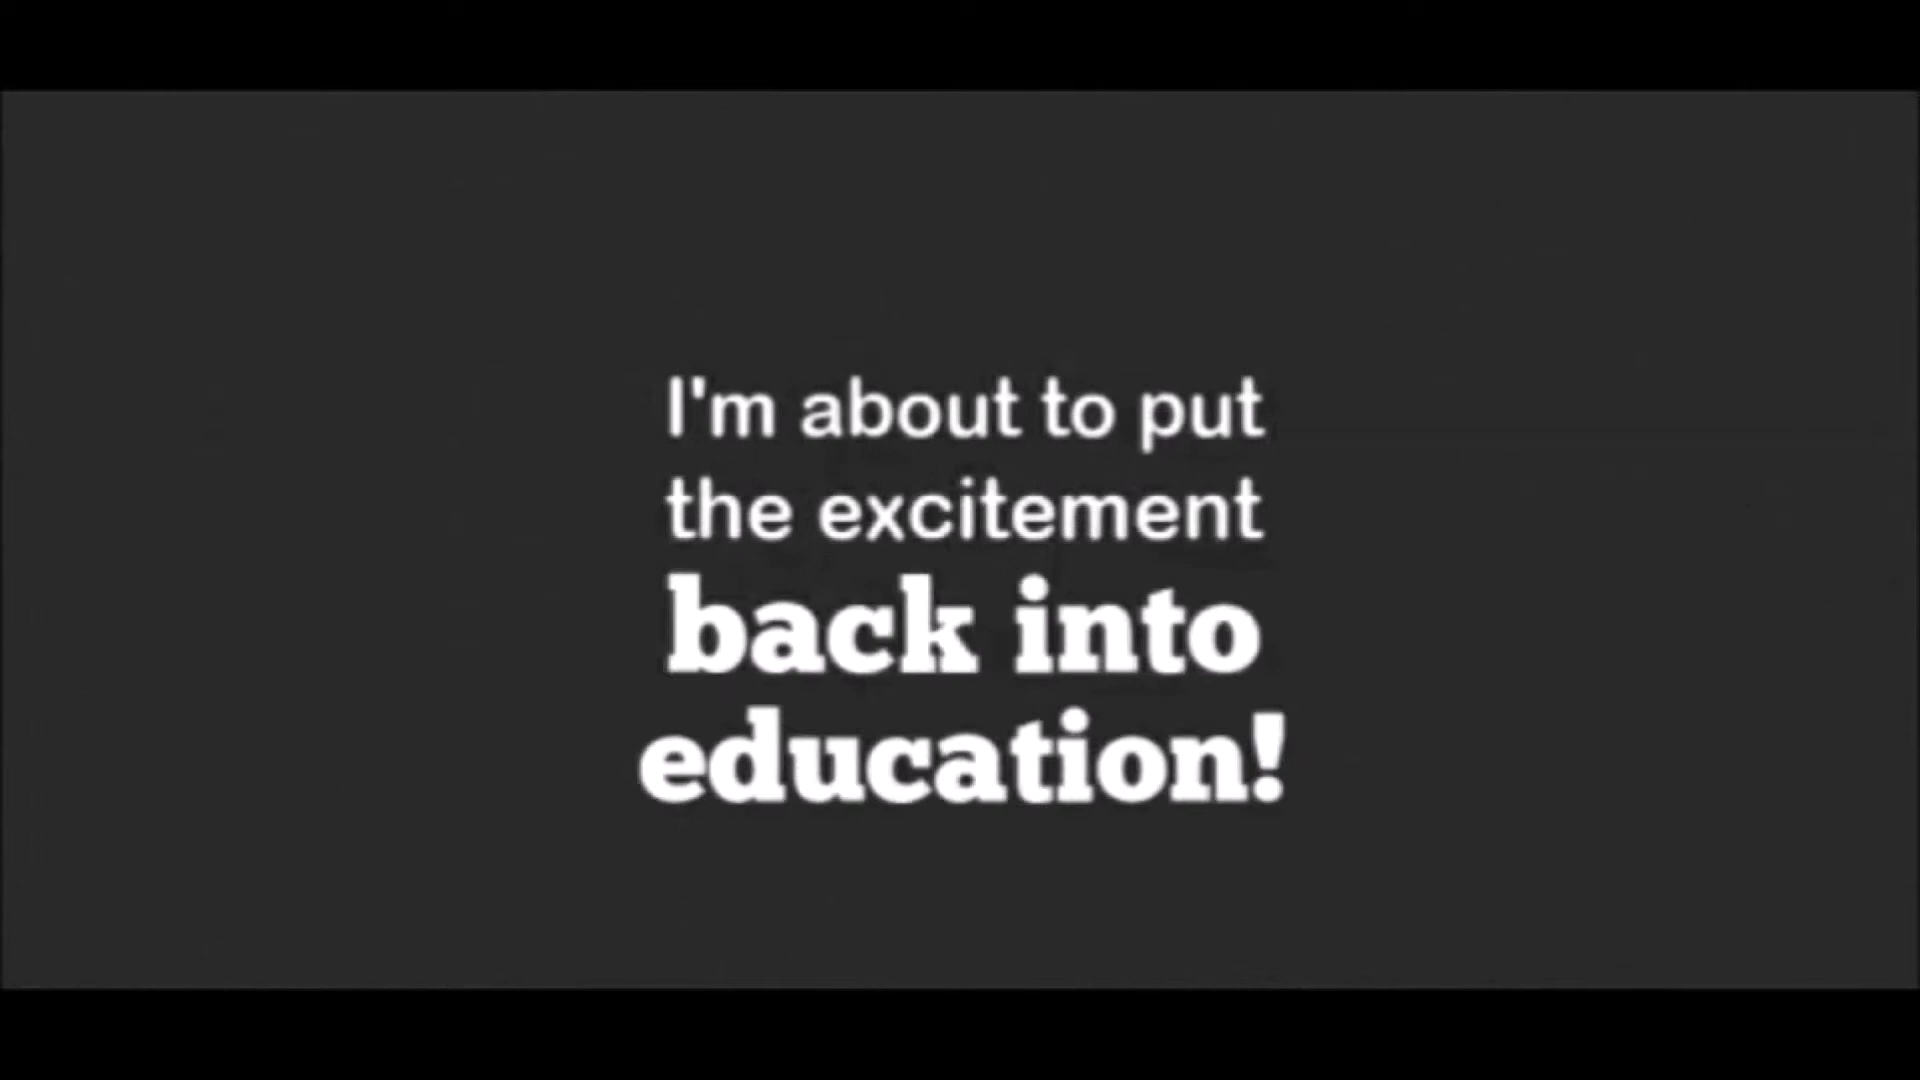 I'm about to put
the excitement
back into
education!